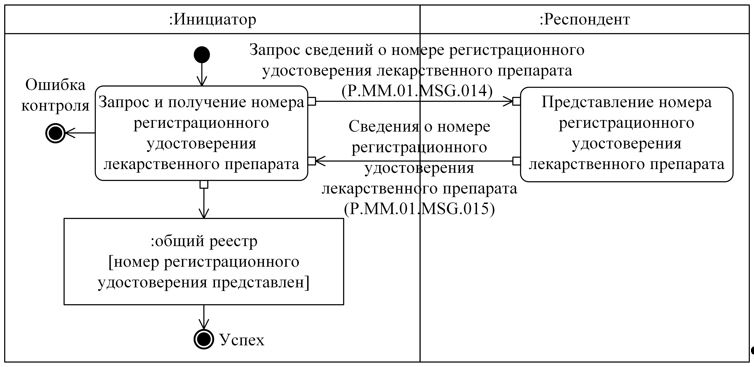 :Инициатор
:Респондент
Запрос сведений о номере регистрационного
удостоверения лекарственного препарата
(P.MM.01.MSG.014)
Ошибка
контроля
Запрос и получение номера
регистрационного
удостоверения
лекарственного препарата
Представление номера
регистрационного
удостоверения
лекарственного препарата
Сведения о номере
регистрационного
удостоверения
лекарственного препарата
(P.MM.01.MSG.015)
:общий реестр
[номер регистрационного
удостоверения представлен]
Успех